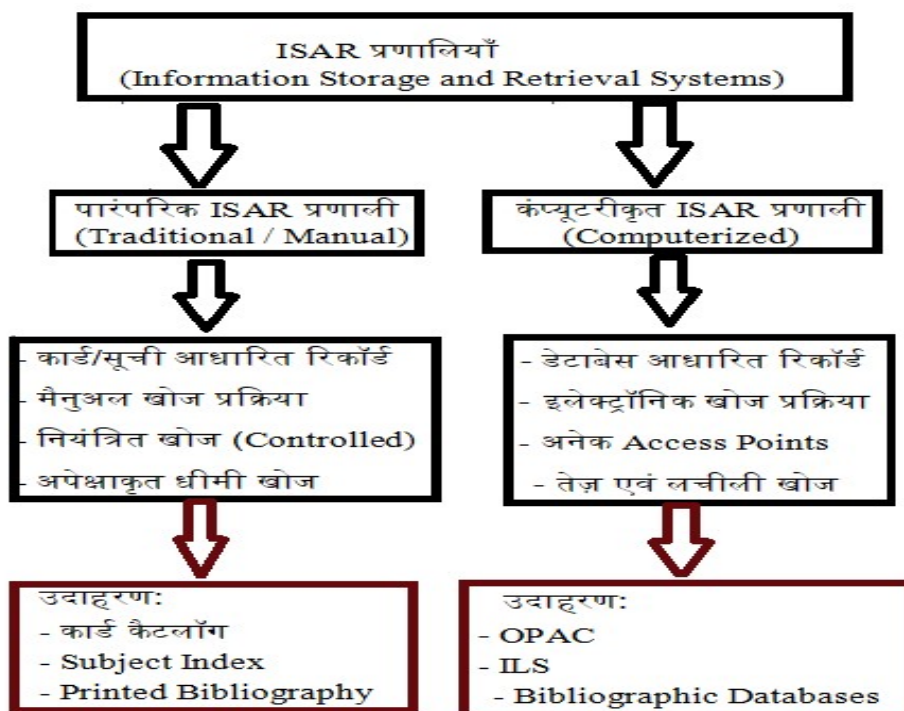 ISAR प्रणालियाँ
(Information Storage and Retrieval Systems)
पारंपरिक ISAR प्रणाली
(Traditional / Manual)
- कार्ड/सूची आधारित रिकॉर्ड
- मैनुअल खोज प्रक्रिया
- नियंत्रित खोज (Controlled)
- अपेक्षाकृत धीमी खोज
उदाहरण:
- कार्ड कैटलॉग
- Subject Index
- Printed Bibliography
कंप्यूटरीकृत ISAR प्रणाली
(Computerized)
- डेटाबेस आधारित रिकॉर्ड
- इलेक्ट्रॉनिक खोज प्रक्रिया
- अनेक Access Points
- तेज़ एवं लचीली खोज
उदाहरण:
- OPAC
- ILS
- Bibliographic Databases